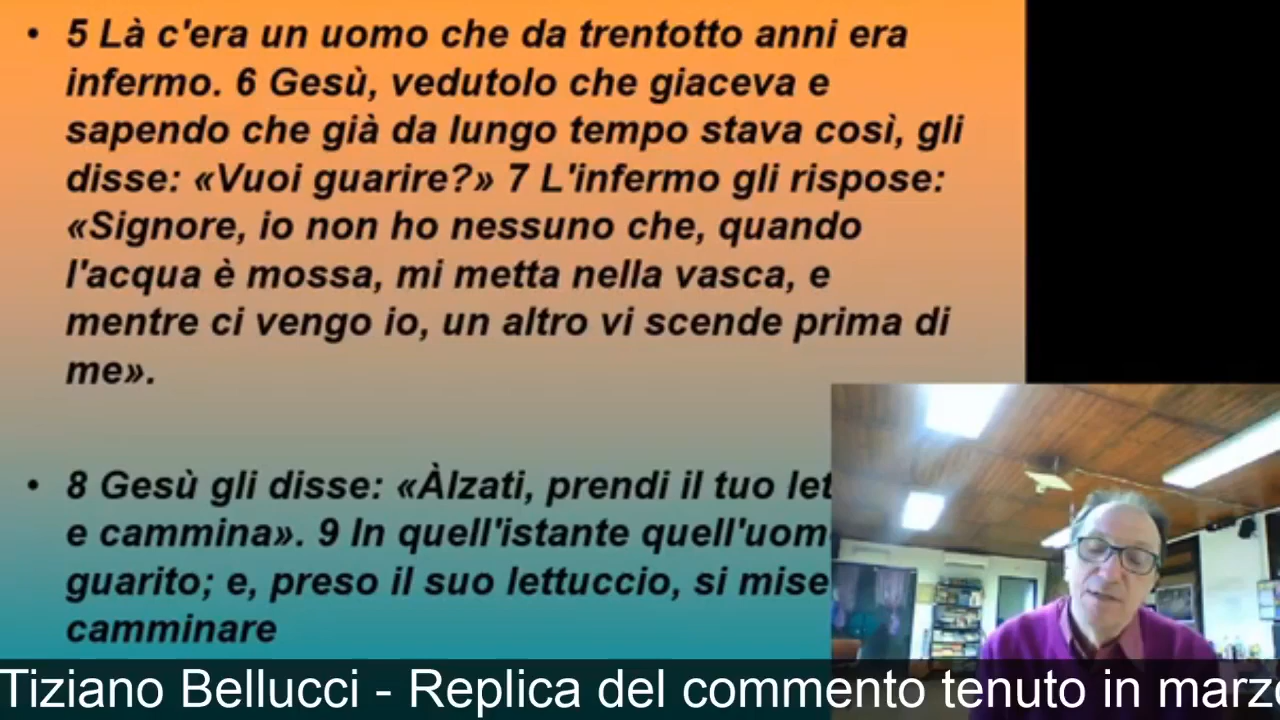 • 5 Là c'era un uomo che da trentotto anni era
infermo. 6 Gesù, vedutolo che giaceva e
sapendo che già da lungo tempo stava così, gli
disse: «Vuoi guarire?» 7 L'infermo gli rispose:
«Signore, io non ho nessuno che, quando
l'acqua è mossa, mi metta nella vasca, e
mentre ci vengo io, un altro vi scende prima di
me».
• 8 Gesù gli disse: «Àlzati, prendi il tuo let
e cammina». 9 In quell'istante quell'uom
guarito; e, preso il suo lettuccio, si mise
camminare
Tiziano Bellucci - Replica del commento tenuto in marzo